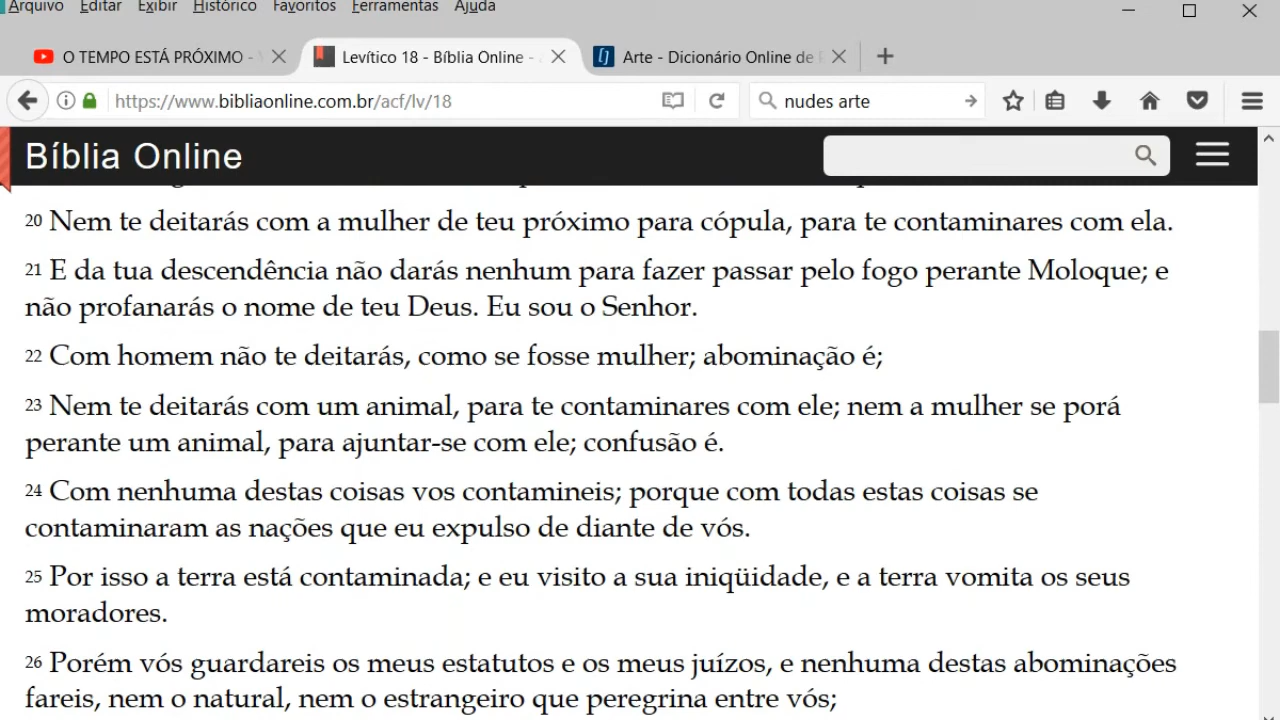 Arquivo Editar Exibir Histórico Favoritos Ferramentas Ajuda
O TEMPO ESTÁ PRÓXIMO - Levítico 18 - Bíblia Online - Arte - Dicionário Online de
https://www.bibliaonline.com.br/acf/lv/18 nudes arte
Bíblia Online
20 Nem te deitarás com a mulher de teu próximo para cópula, para te contaminares com ela.
21 E da tua descendência não darás nenhum para fazer passar pelo fogo perante Moloque; e
não profanarás o nome de teu Deus. Eu sou o Senhor.
22 Com homem não te deitarás, como se fosse mulher; abominação é;
23 Nem te deitarás com um animal, para te contaminares com ele; nem a mulher se porá
perante um animal, para ajuntar-se com ele; confusão é.
24 Com nenhuma destas coisas vos contamineis; porque com todas estas coisas se
contaminaram as nações que eu expulso de diante de vós.
25 Por isso a terra está contaminada; e eu visito a sua iniqüidade, e a terra vomita os seus
moradores.
26 Porém vós guardareis os meus estatutos e os meus juízos, e nenhuma destas abominações
fareis, nem o natural, nem o estrangeiro que peregrina entre vós;